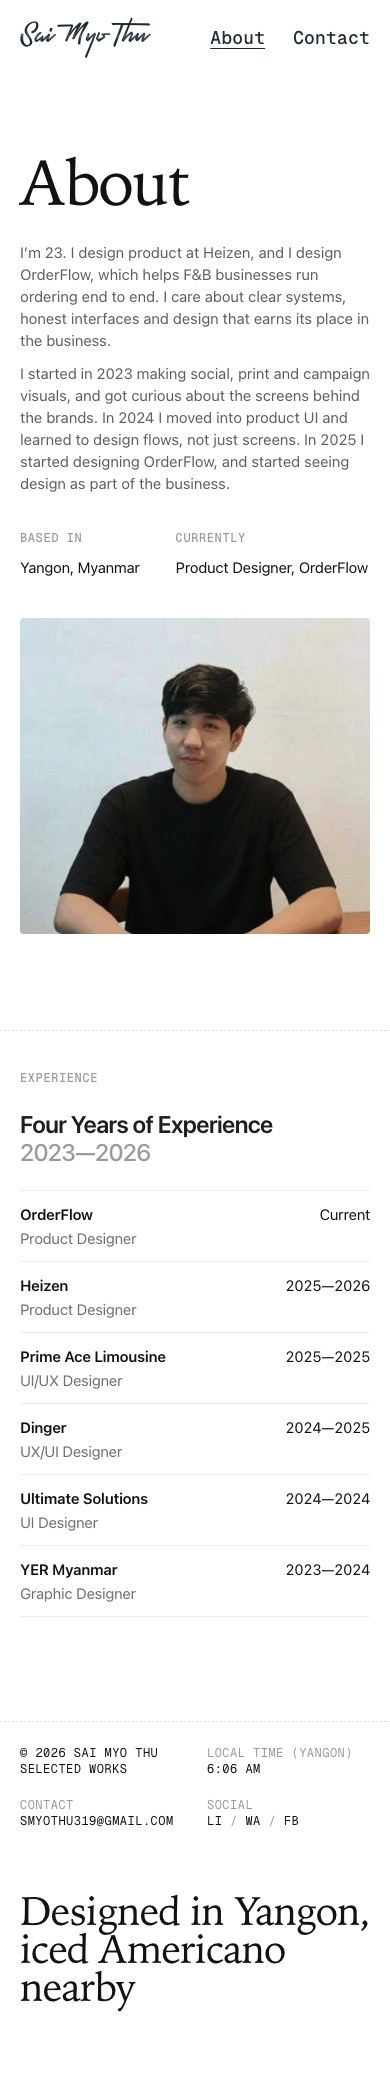 Sai Myo Thu
About Contact
About
I’m 23. I design product at Heizen, and I design
OrderFlow, which helps F&B businesses run
ordering end to end. I care about clear systems,
honest interfaces and design that earns its place in
the business.
I started in 2023 making social, print and campaign
visuals, and got curious about the screens behind
the brands. In 2024 I moved into product UI and
learned to design flows, not just screens. In 2025 I
started designing OrderFlow, and started seeing
design as part of the business.
BASED IN CURRENTLY
Yangon, Myanmar Product Designer, OrderFlow
EXPERIENCE
Four Years of Experience
2023—2026
OrderFlow Current
Product Designer
Heizen 2025—2026
Product Designer
Prime Ace Limousine 2025—2025
UI/UX Designer
Dinger 2024—2025
UX/UI Designer
Ultimate Solutions 2024—2024
UI Designer
YER Myanmar 2023—2024
Graphic Designer
© 2026 SAI MYO THU LOCAL TIME (YANGON)
SELECTED WORKS 6:06 AM
CONTACT SOCIAL
SMYOTHU319@GMAIL.COM LI / WA / FB
Designed in Yangon,
iced Americano
nearby